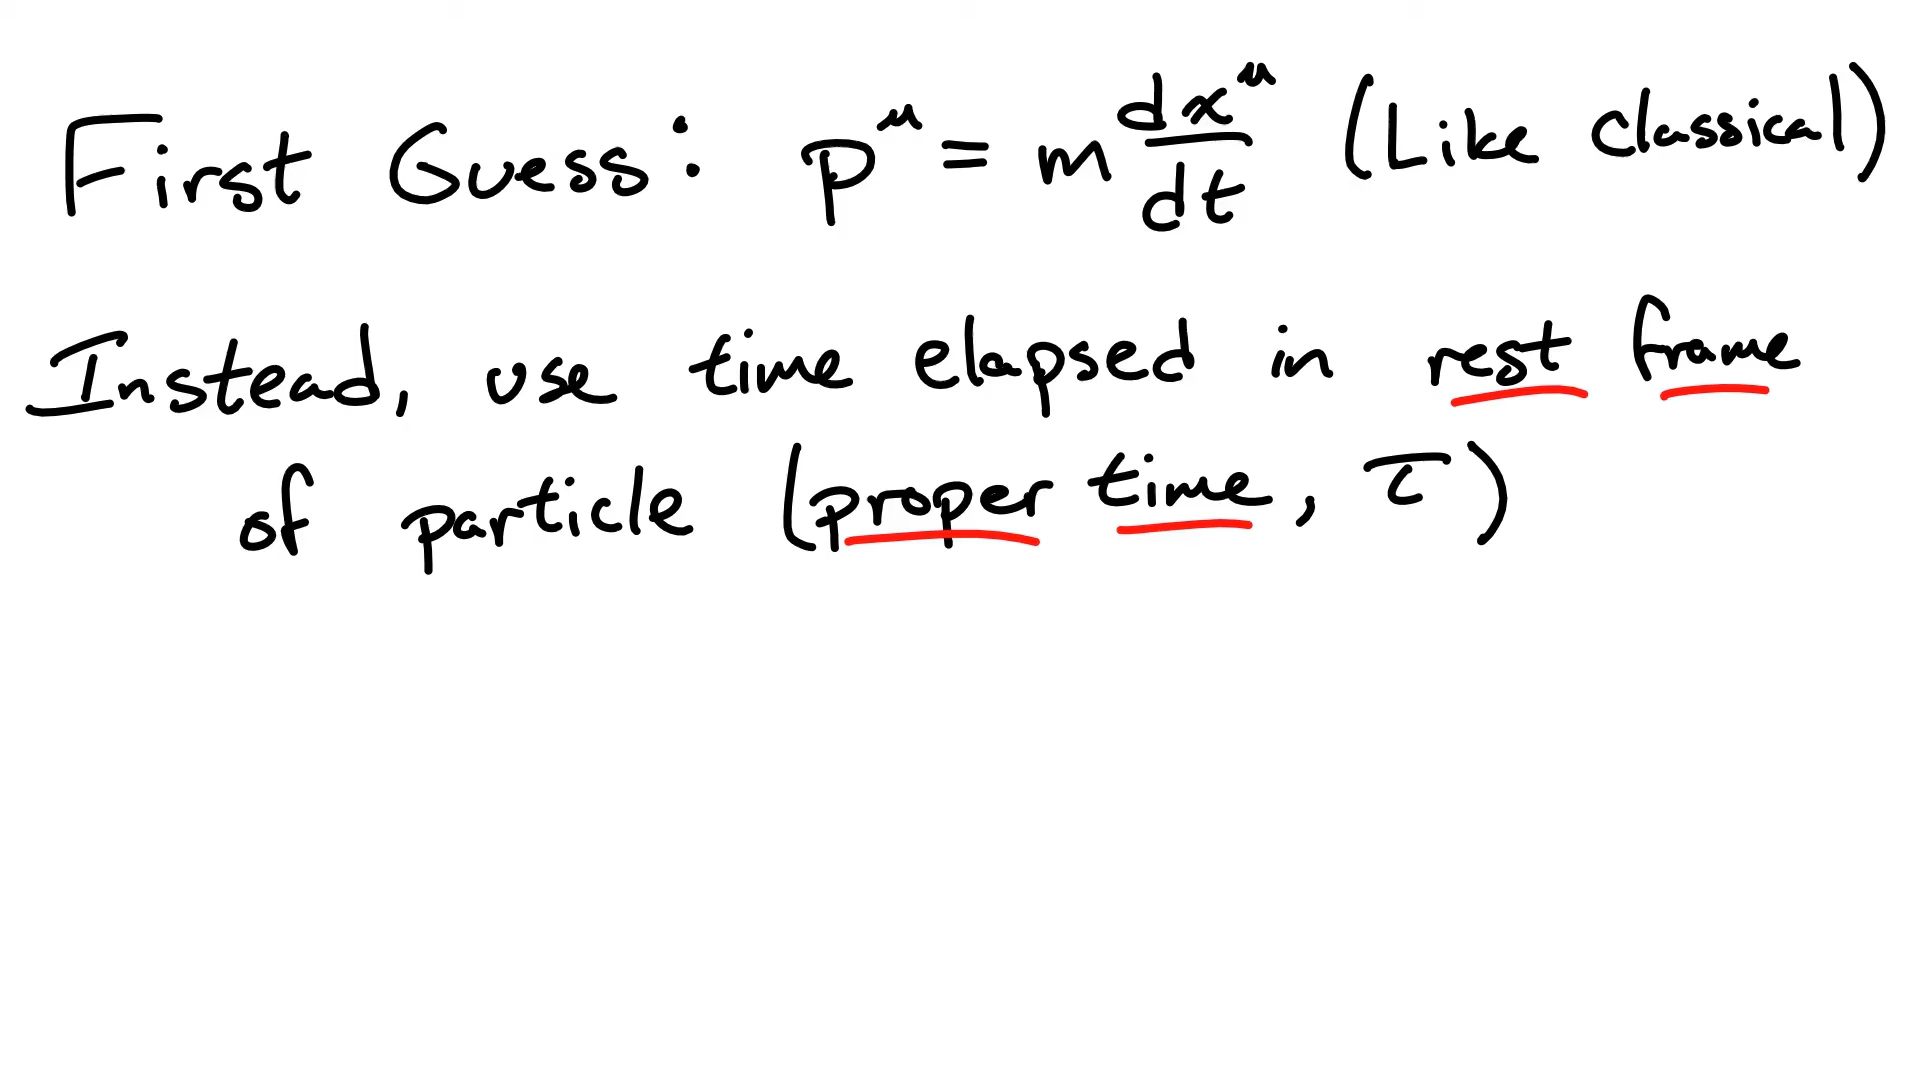 First Guess: p^μ = m dx^μ/dt (Like classical)
Instead, use time elapsed in rest frame
of particle (proper time, τ)